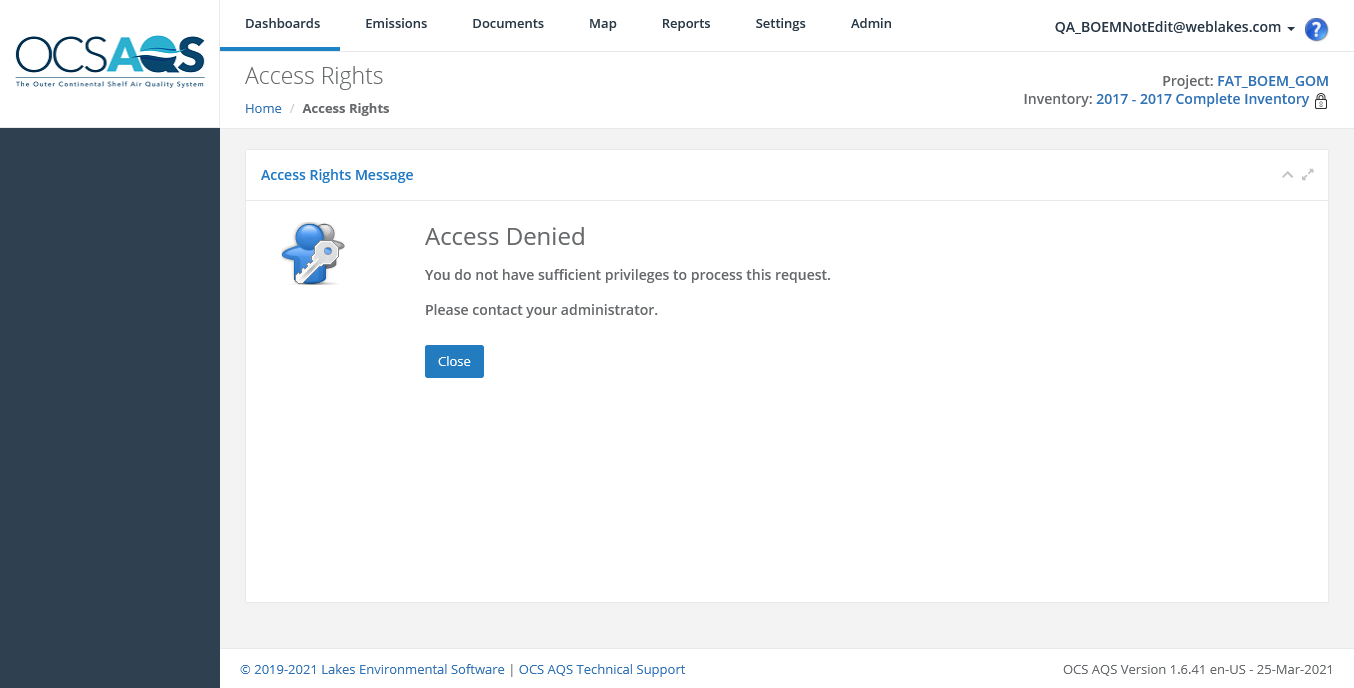 OCSAQS
The Outer Continental Shelf Air Quality System
Dashboards Emissions Documents Map Reports Settings Admin
QA_BOEMNotEdit@weblakes.com ?
Access Rights
Home / Access Rights
Project: FAT_BOEM_GOM
Inventory: 2017 - 2017 Complete Inventory
Access Rights Message
Access Denied
You do not have sufficient privileges to process this request.
Please contact your administrator.
Close
© 2019-2021 Lakes Environmental Software | OCS AQS Technical Support
OCS AQS Version 1.6.41 en-US - 25-Mar-2021